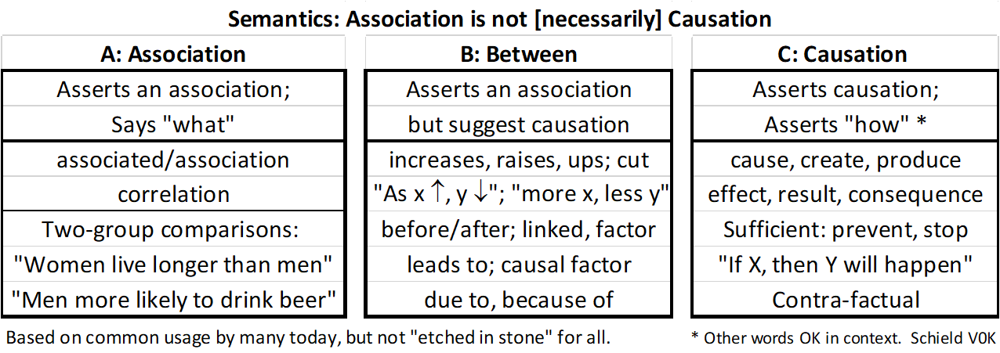 Semantics: Association is not [necessarily] Causation
A: Association
Asserts an association;
Says "what"
associated/association
correlation
Two-group comparisons:
"Women live longer than men"
"Men more likely to drink beer"
B: Between
Asserts an association
but suggest causation
increases, raises, ups; cut
"As x ↑, y ↓"; "more x, less y"
before/after; linked, factor
leads to; causal factor
due to, because of
C: Causation
Asserts causation;
Asserts "how" *
cause, create, produce
effect, result, consequence
Sufficient: prevent, stop
"If X, then Y will happen"
Contra-factual
Based on common usage by many today, but not "etched in stone" for all.
* Other words OK in context. Schield V0K